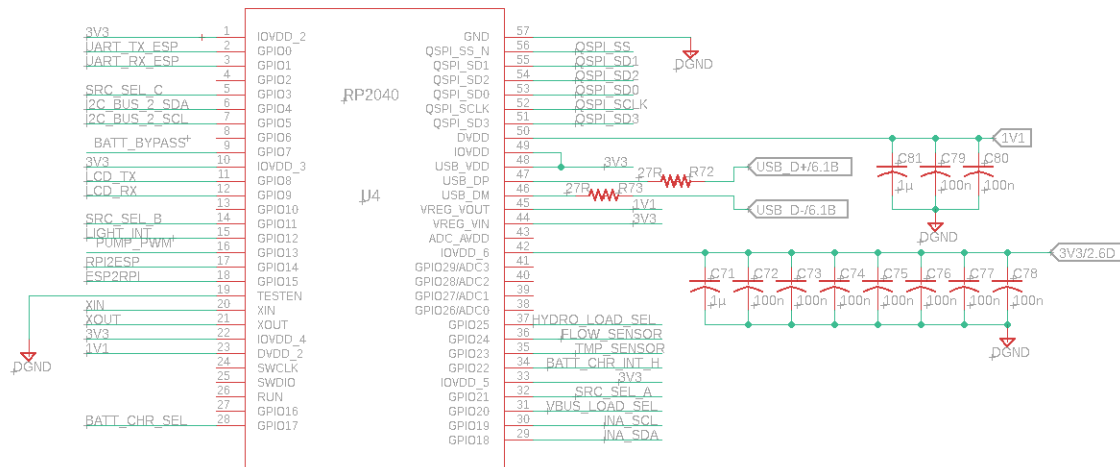 3V3 1 IOVDD_2 GND 57
UART_TX_ESP 2 GPIO0 QSPI_SS_N 56 QSPI_SS
UART_RX_ESP 3 GPIO1 QSPI_SD1 55 QSPI_SD1
4 GPIO2 QSPI_SD2 54 QSPI_SD2 DGND
SRC_SEL_C 5 GPIO3 RP2040 QSPI_SD0 53 QSPI_SD0
2C_BUS_2_SDA 6 GPIO4 QSPI_SCLK 52 QSPI_SCLK
2C_BUS_2_SCL 7 GPIO5 QSPI_SD3 51 QSPI_SD3
8 GPIO6 DVDD 50 1V1
BATT_BYPASS 9 GPIO7 IOVDD 49
3V3 10 IOVDD_3 USB_VDD 48 3V3 USB_D+/6.1B C81 C79 C80
LCD_TX 11 GPIO8 USB_DP 47 27R R72
LCD_RX 12 GPIO9 U4 USB_DM 46 27R R73 1µ 100n 100n
13 GPIO10 VREG_VOUT 45 1V1 USB_D-/6.1B
SRC_SEL_B 14 GPIO11 VREG_VIN 44 3V3
LIGHT_INT 15 GPIO12 ADC_AVDD 43 DGND
PUMP_PWM 16 GPIO13 IOVDD_6 42 3V3/2.6D
RPI2ESP 17 GPIO14 GPIO29/ADC3 41
ESP2RPI 18 GPIO15 GPIO28/ADC2 40 C71 C72 C73 C74 C75 C76 C77 C78
19 TESTEN GPIO27/ADC1 39
XIN 20 XIN GPIO26/ADC0 38 1µ 100n 100n 100n 100n 100n 100n 100n
XOUT 21 XOUT GPIO25 37 HYDRO_LOAD_SEL
3V3 22 IOVDD_4 GPIO24 36 FLOW_SENSOR
1V1 23 DVDD_2 GPIO23 35 TMP_SENSOR DGND
DGND 24 SWCLK GPIO22 34 BATT_CHR_INT_H
25 SWDIO IOVDD_5 33 3V3
26 RUN GPIO21 32 SRC_SEL_A
27 GPIO16 GPIO20 31 VBUS_LOAD_SEL
BATT_CHR_SEL 28 GPIO17 GPIO19 30 INA_SCL
GPIO18 29 INA_SDA